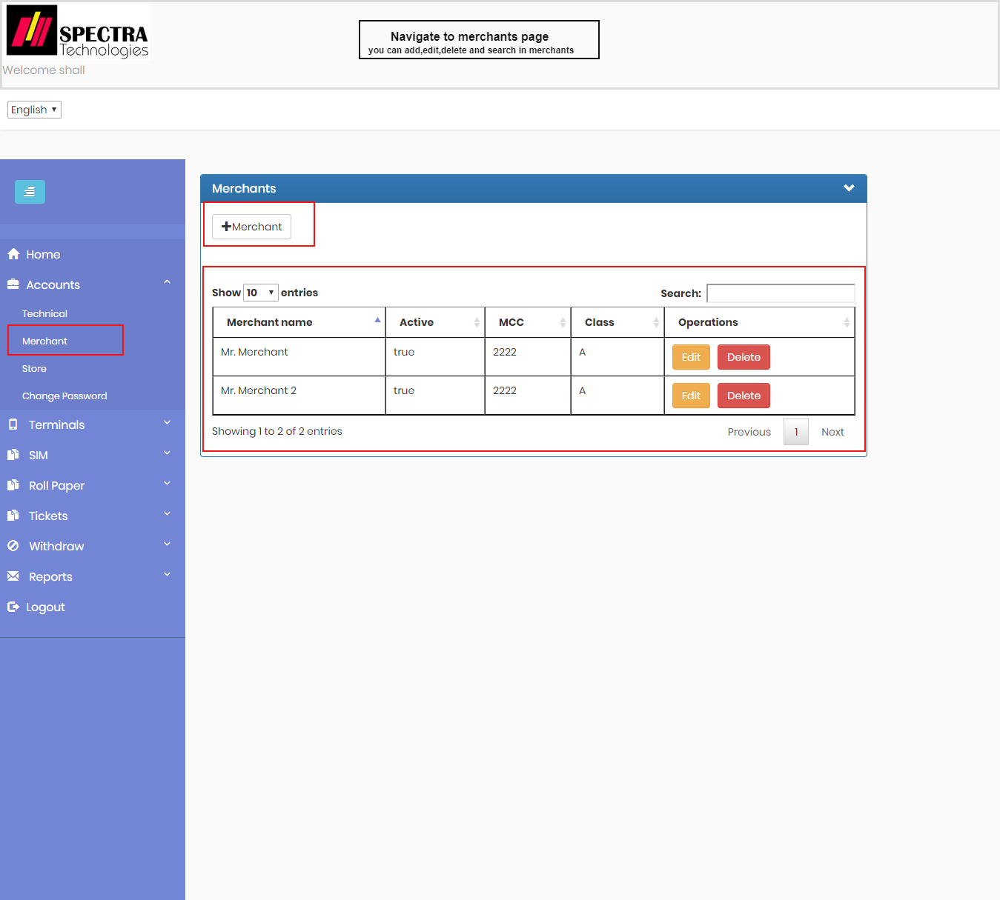 SPECTRA
Technologies
Navigate to merchants page
you can add,edit,delete and search in merchants
Welcome shall
English
Merchants
Merchant
Home
Accounts
Technical
Merchant
Store
Change Password
Terminals
SIM
Roll Paper
Tickets
Withdraw
Reports
Logout
Show 10 entries
Search:
Merchant name Active MCC Class Operations
Mr. Merchant true 2222 A Edit Delete
Mr. Merchant 2 true 2222 A Edit Delete
Showing 1 to 2 of 2 entries
Previous 1 Next